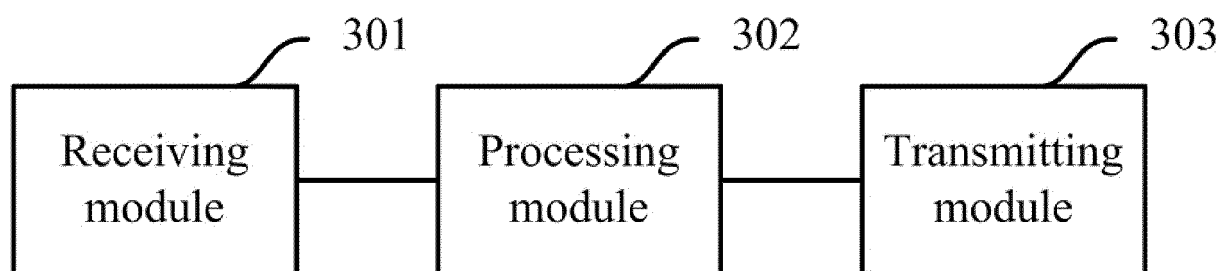 301 302 303
Receiving module
Processing module
Transmitting module